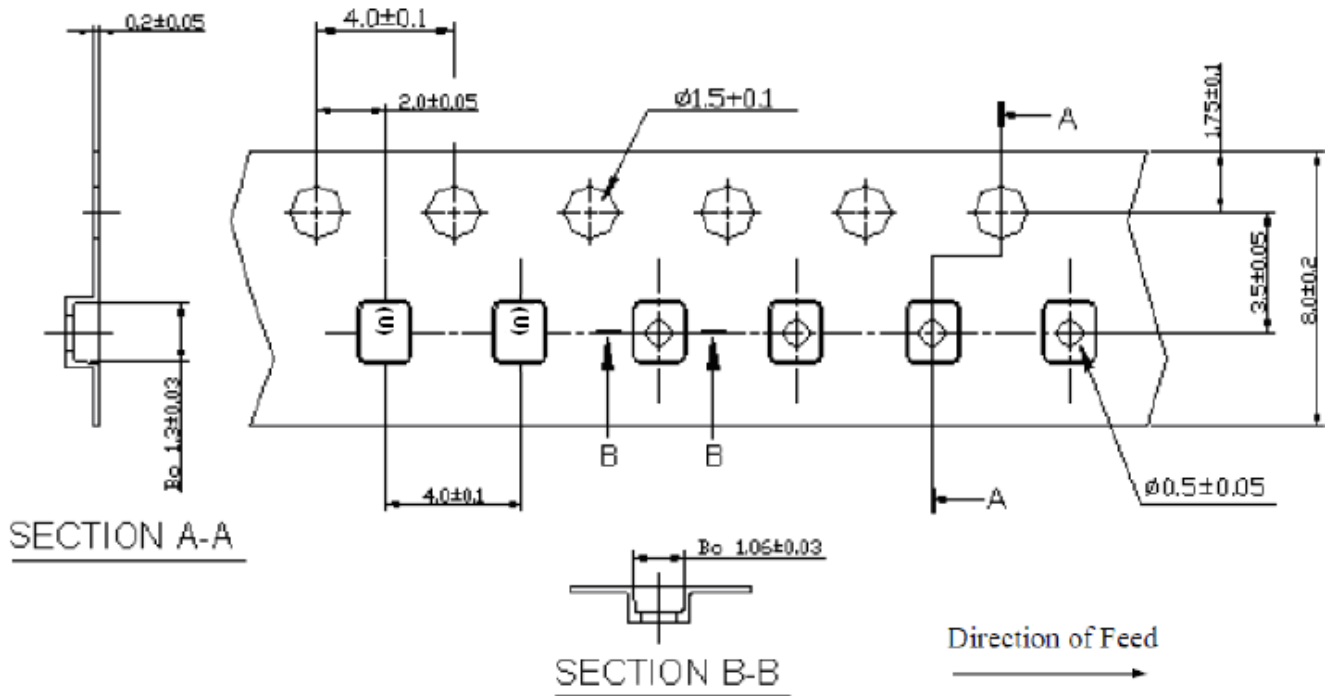 0.2±0.05
4.0±0.1
2.0±0.05
Ø1.5+0.1
A
1.75±0.1
3.5±0.05
8.0±0.2
Bo 1.3±0.03
B
B
4.0±0.1
A
Ø0.5±0.05
SECTION A-A
Bo 1.06±0.03
SECTION B-B
Direction of Feed